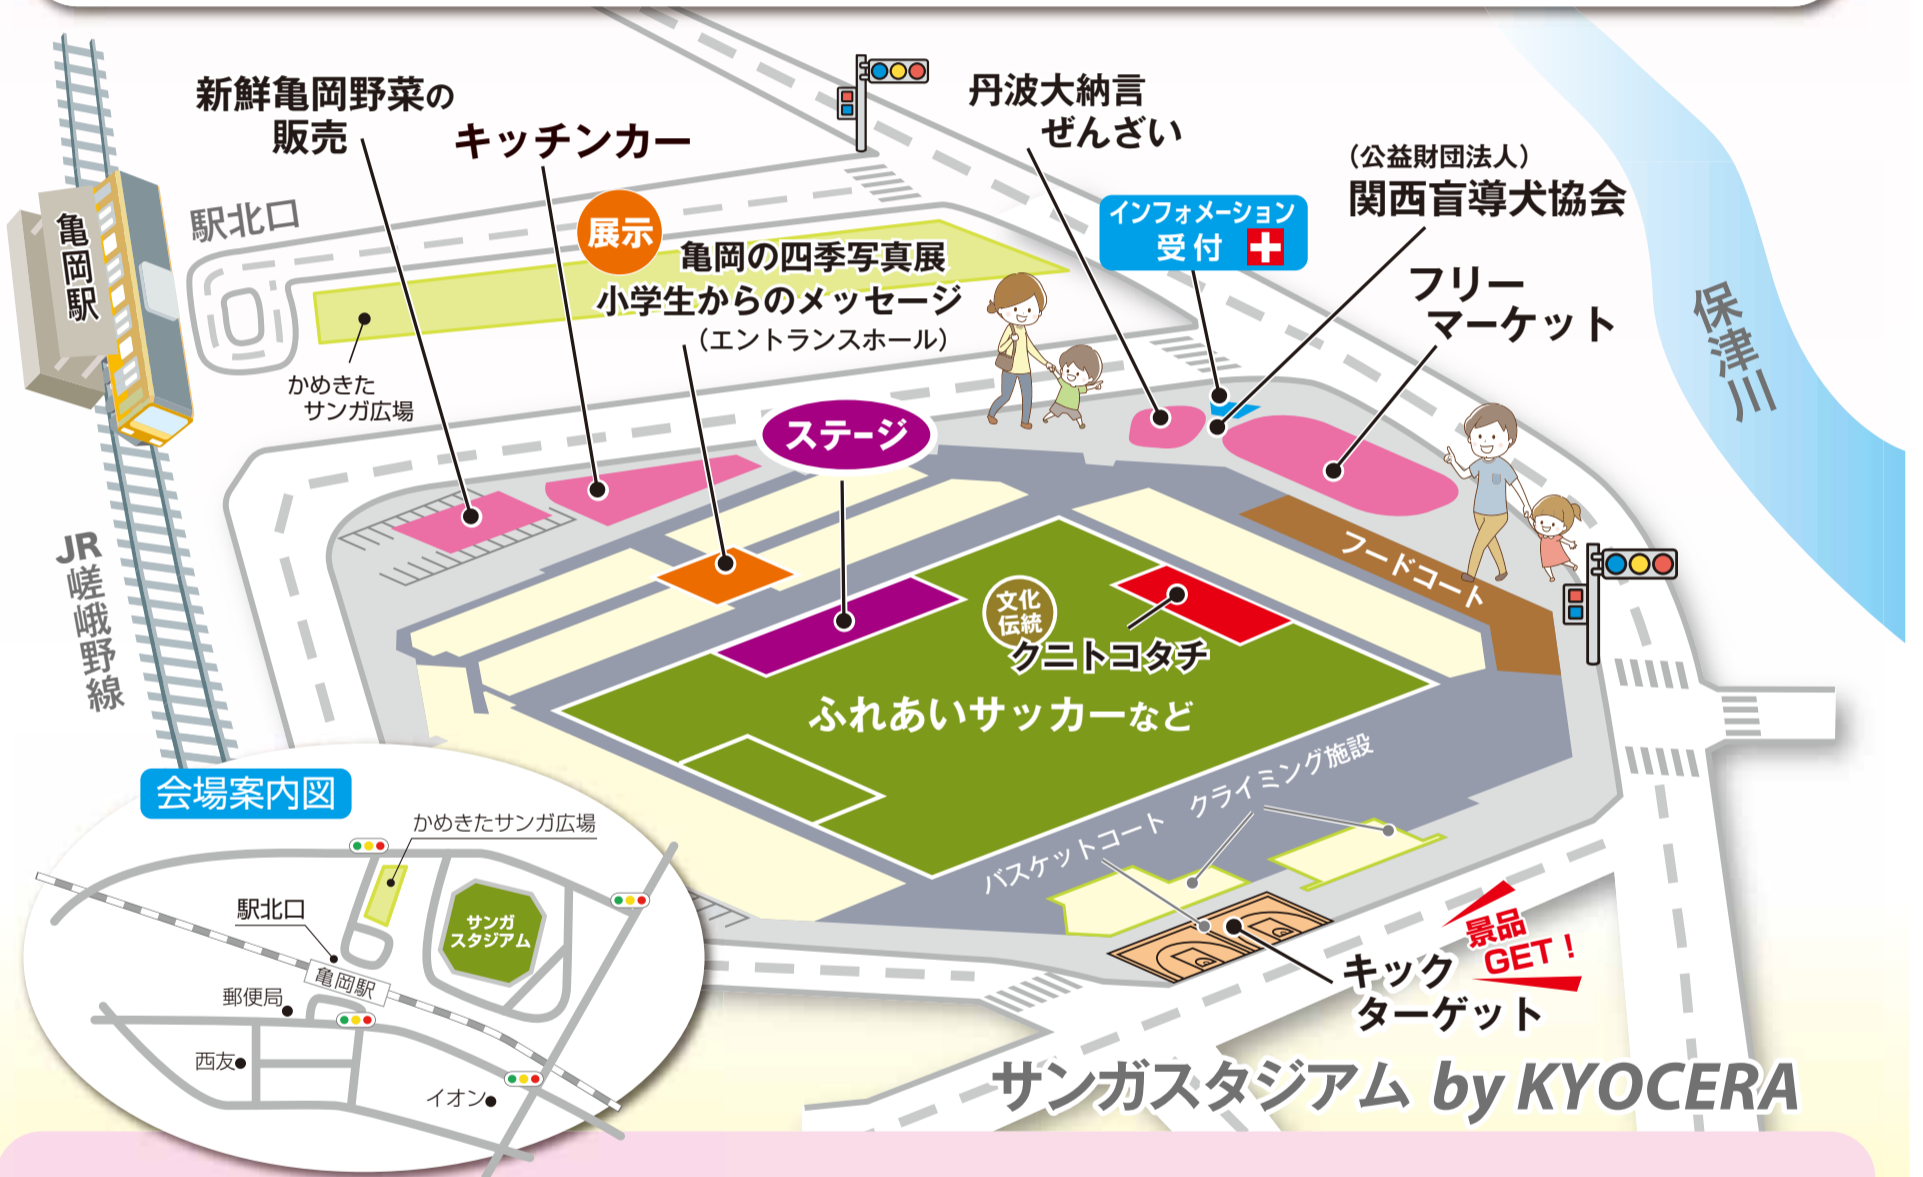 新鮮亀岡野菜の
販売
キッチンカー
丹波大納言
ぜんざい
(公益財団法人)
関西盲導犬協会
インフォメーション
受付
フリー
マーケット
保津川
亀岡駅
駅北口
展示
亀岡の四季写真展
小学生からのメッセージ
(エントランスホール)
かめきた
サンガ広場
ステージ
JR嵯峨野線
フードコート
文化
伝統
クニトコタチ
ふれあいサッカーなど
クライミング施設
バスケットコート
景品
GET!
キック
ターゲット
サンガスタジアム by KYOCERA
会場案内図
かめきたサンガ広場
駅北口
サンガ
スタジアム
亀岡駅
郵便局
西友
イオン